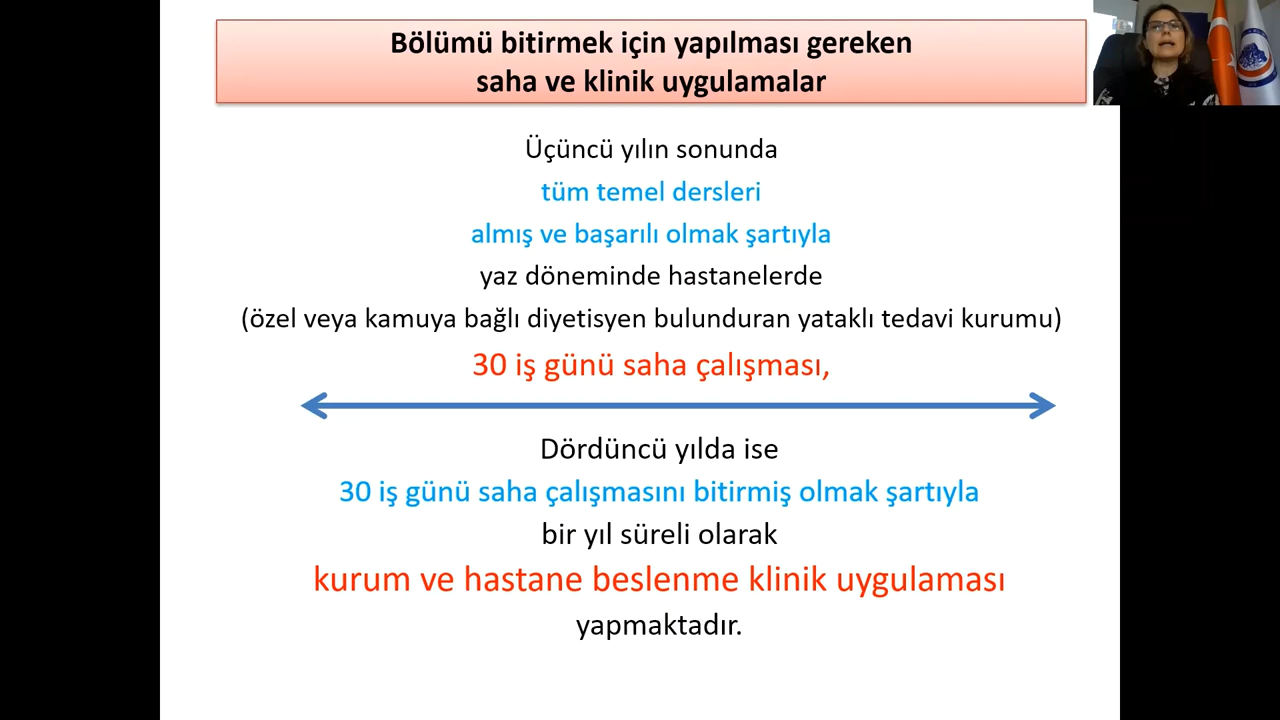 Bölümü bitirmek için yapılması gereken
saha ve klinik uygulamalar
Üçüncü yılın sonunda
tüm temel dersleri
almış ve başarılı olmak şartıyla
yaz döneminde hastanelerde
(özel veya kamuya bağlı diyetisyen bulunduran yataklı tedavi kurumu)
30 iş günü saha çalışması,
Dördüncü yılda ise
30 iş günü saha çalışmasını bitirmiş olmak şartıyla
bir yıl süreli olarak
kurum ve hastane beslenme klinik uygulaması
yapmaktadır.